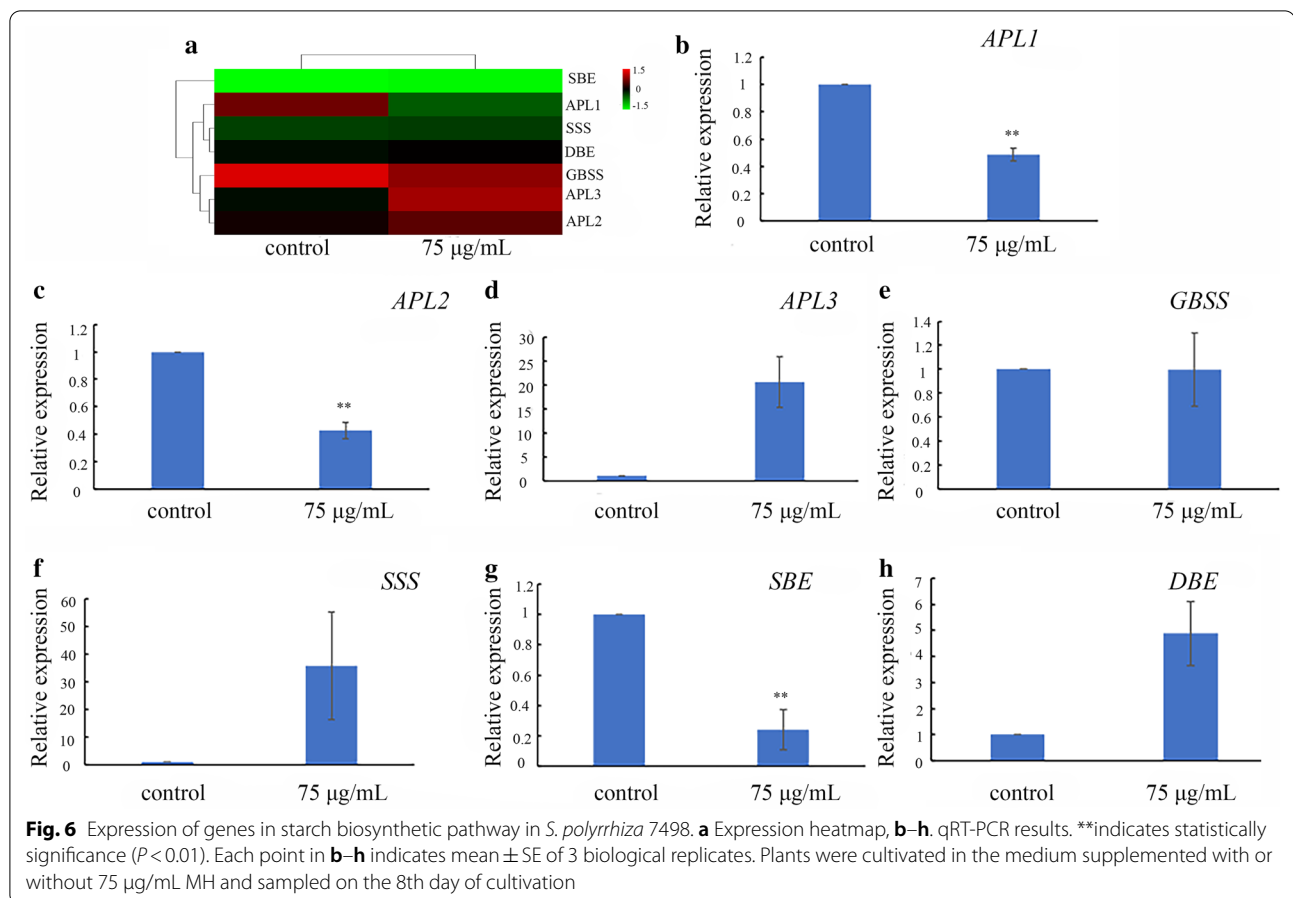 a
SBE
APL1
SSS
DBE
GBSS
APL3
APL2
1.5
-1.5
control 75 µg/mL
b
APL1
Relative expression
1.2
1
0.8
0.6
0.4
0.2
0
**
control 75 µg/mL
c
APL2
Relative expression
1.2
1
0.8
0.6
0.4
0.2
0
**
control 75 µg/mL
d
APL3
Relative expression
30
25
20
15
10
5
0
control 75 µg/mL
e
GBSS
Relative expression
1.4
1.2
1
0.8
0.6
0.4
0.2
0
control 75 µg/mL
f
SSS
Relative expression
60
50
40
30
20
10
0
control 75 µg/mL
g
SBE
Relative expression
1.2
1
0.8
0.6
0.4
0.2
0
**
control 75 µg/mL
h
DBE
Relative expression
7
6
5
4
3
2
1
0
control 75 µg/mL
Fig. 6 Expression of genes in starch biosynthetic pathway in S. polyrrhiza 7498. a Expression heatmap, b–h. qRT-PCR results. **indicates statistically
significance (P < 0.01). Each point in b–h indicates mean ± SE of 3 biological replicates. Plants were cultivated in the medium supplemented with or
without 75 µg/mL MH and sampled on the 8th day of cultivation